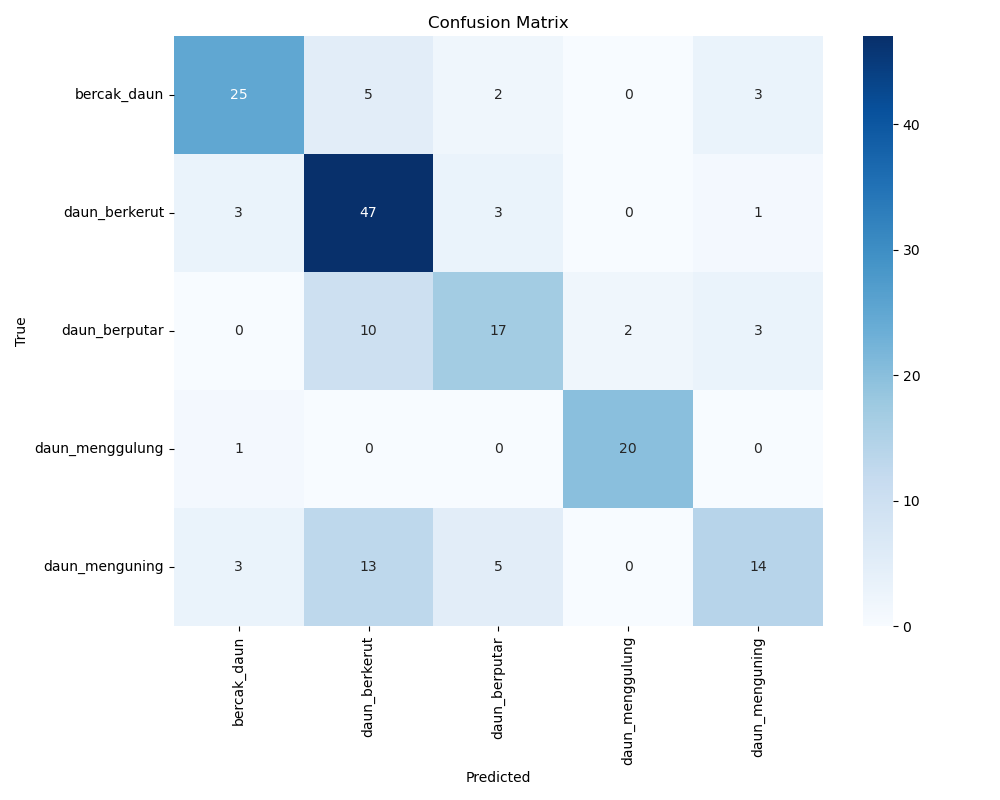 Confusion Matrix
bercak_daun 25 5 2 0 3
daun_berkerut 3 47 3 0 1
daun_berputar 0 10 17 2 3
daun_menggulung 1 0 0 20 0
daun_menguning 3 13 5 0 14
True
bercak_daun
daun_berkerut
daun_berputar
daun_menggulung
daun_menguning
Predicted
40
30
20
10
0